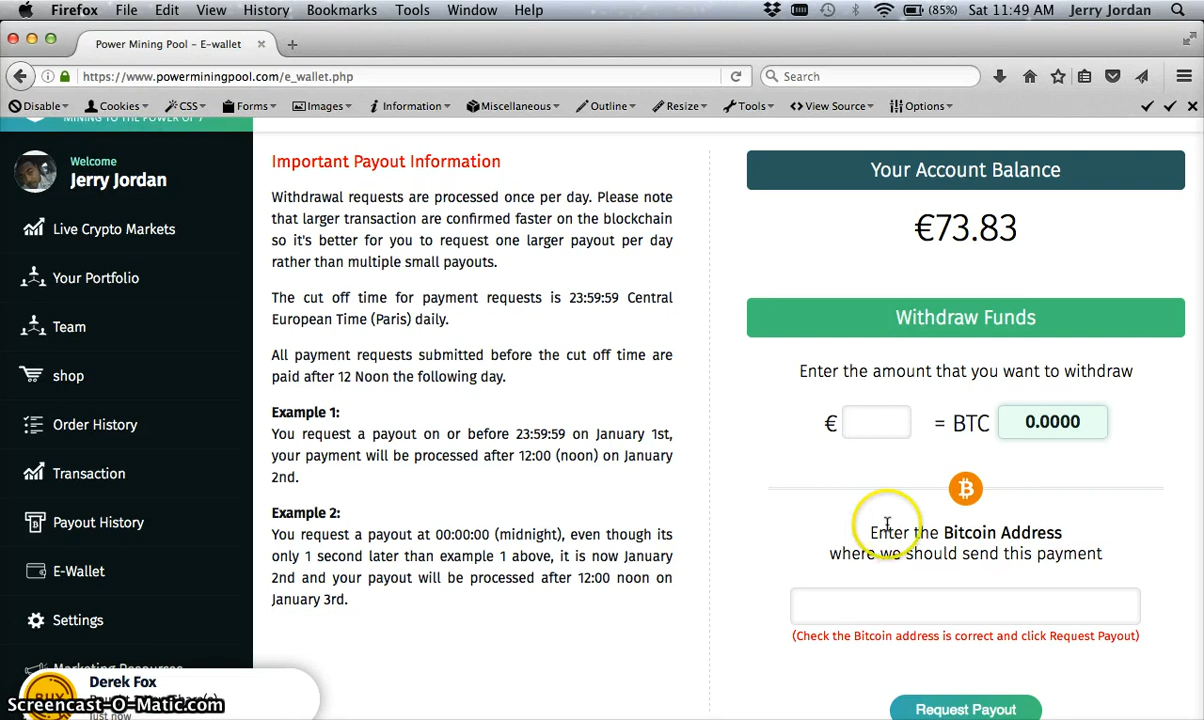 Firefox File Edit View History Bookmarks Tools Window Help (85%) Sat 11:49 AM Jerry Jordan
Power Mining Pool - E-wallet
https://www.powerminingpool.com/e_wallet.php Search
Disable Cookies CSS Forms Images Information Miscellaneous Outline Resize Tools View Source Options
MINING TO THE POWER OF 7
Welcome
Jerry Jordan
Live Crypto Markets
Your Portfolio
Team
shop
Order History
Transaction
Payout History
E-Wallet
Settings
Marketing Resources
Important Payout Information
Withdrawal requests are processed once per day. Please note
that larger transaction are confirmed faster on the blockchain
so it's better for you to request one larger payout per day
rather than multiple small payouts.
The cut off time for payment requests is 23:59:59 Central
European Time (Paris) daily.
All payment requests submitted before the cut off time are
paid after 12 Noon the following day.
Example 1:
You request a payout on or before 23:59:59 on January 1st,
your payment will be processed after 12:00 (noon) on January
2nd.
Example 2:
You request a payout at 00:00:00 (midnight), even though its
only 1 second later than example 1 above, it is now January
2nd and your payout will be processed after 12:00 noon on
January 3rd.
Your Account Balance
€73.83
Withdraw Funds
Enter the amount that you want to withdraw
€ = BTC 0.0000
Enter the Bitcoin Address
where we should send this payment
(Check the Bitcoin address is correct and click Request Payout)
Request Payout
BUY
Derek Fox
Just now
Screencast-O-Matic.com